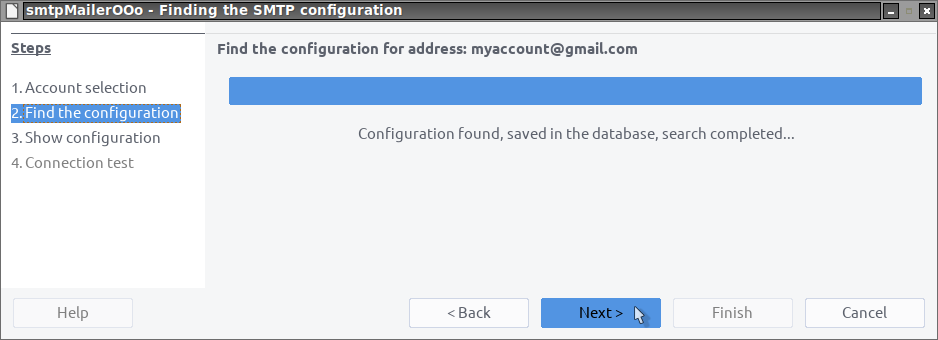 smtpMailerOOo - Finding the SMTP configuration
Steps
1. Account selection
2. Find the configuration
3. Show configuration
4. Connection test
Find the configuration for address: myaccount@gmail.com
Configuration found, saved in the database, search completed...
Help
< Back
Next >
Finish
Cancel